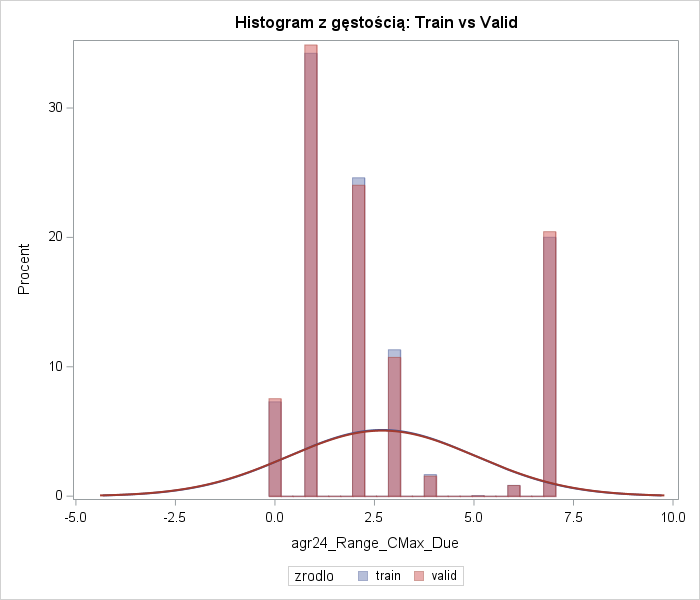 Histogram z gęstością: Train vs Valid
Procent
30
20
10
0
-5.0
-2.5
0.0
2.5
5.0
7.5
10.0
agr24_Range_CMax_Due
zrodlo
train
valid